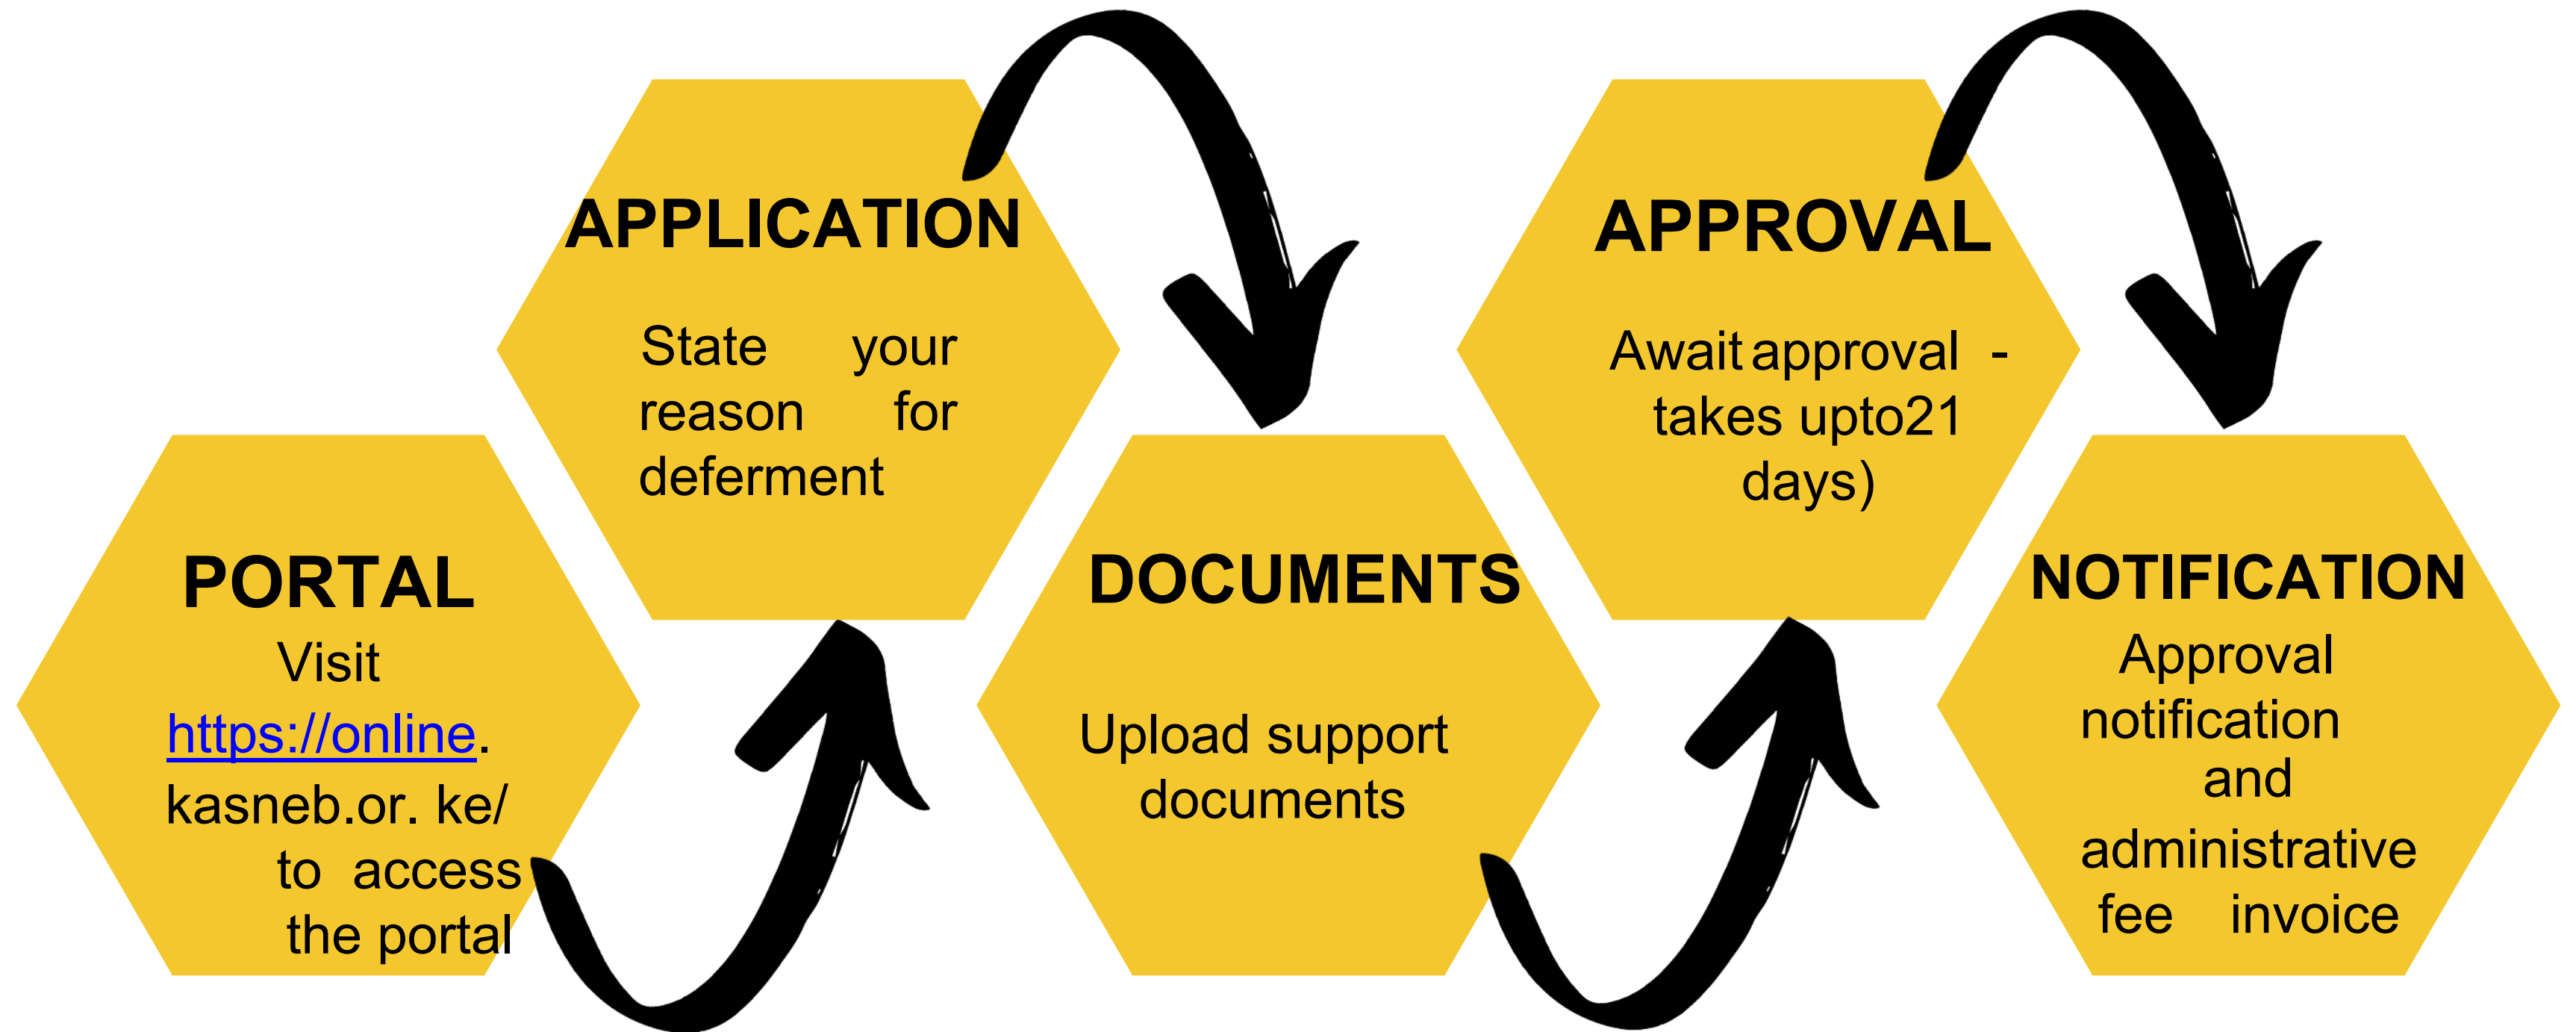 PORTAL
Visit
https://online.
kasneb.or. ke/
to access
the portal
APPLICATION
State your
reason for
deferment
DOCUMENTS
Upload support
documents
APPROVAL
Await approval -
takes upto21
days)
NOTIFICATION
Approval
notification
and
administrative
fee invoice